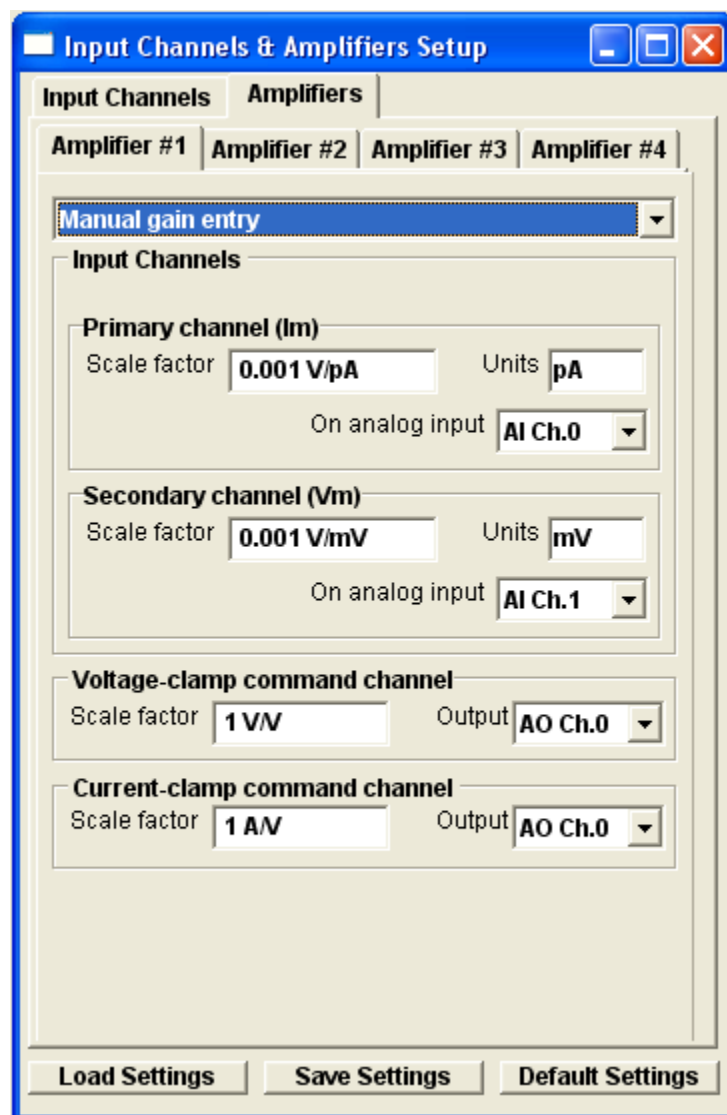 Input Channels & Amplifiers Setup
Input Channels Amplifiers
Amplifier #1 Amplifier #2 Amplifier #3 Amplifier #4
Manual gain entry
Input Channels
Primary channel (Im)
Scale factor 0.001 V/pA Units pA
On analog input AI Ch.0
Secondary channel (Vm)
Scale factor 0.001 V/mV Units mV
On analog input AI Ch.1
Voltage-clamp command channel
Scale factor 1 V/V Output AO Ch.0
Current-clamp command channel
Scale factor 1 A/V Output AO Ch.0
Load Settings Save Settings Default Settings